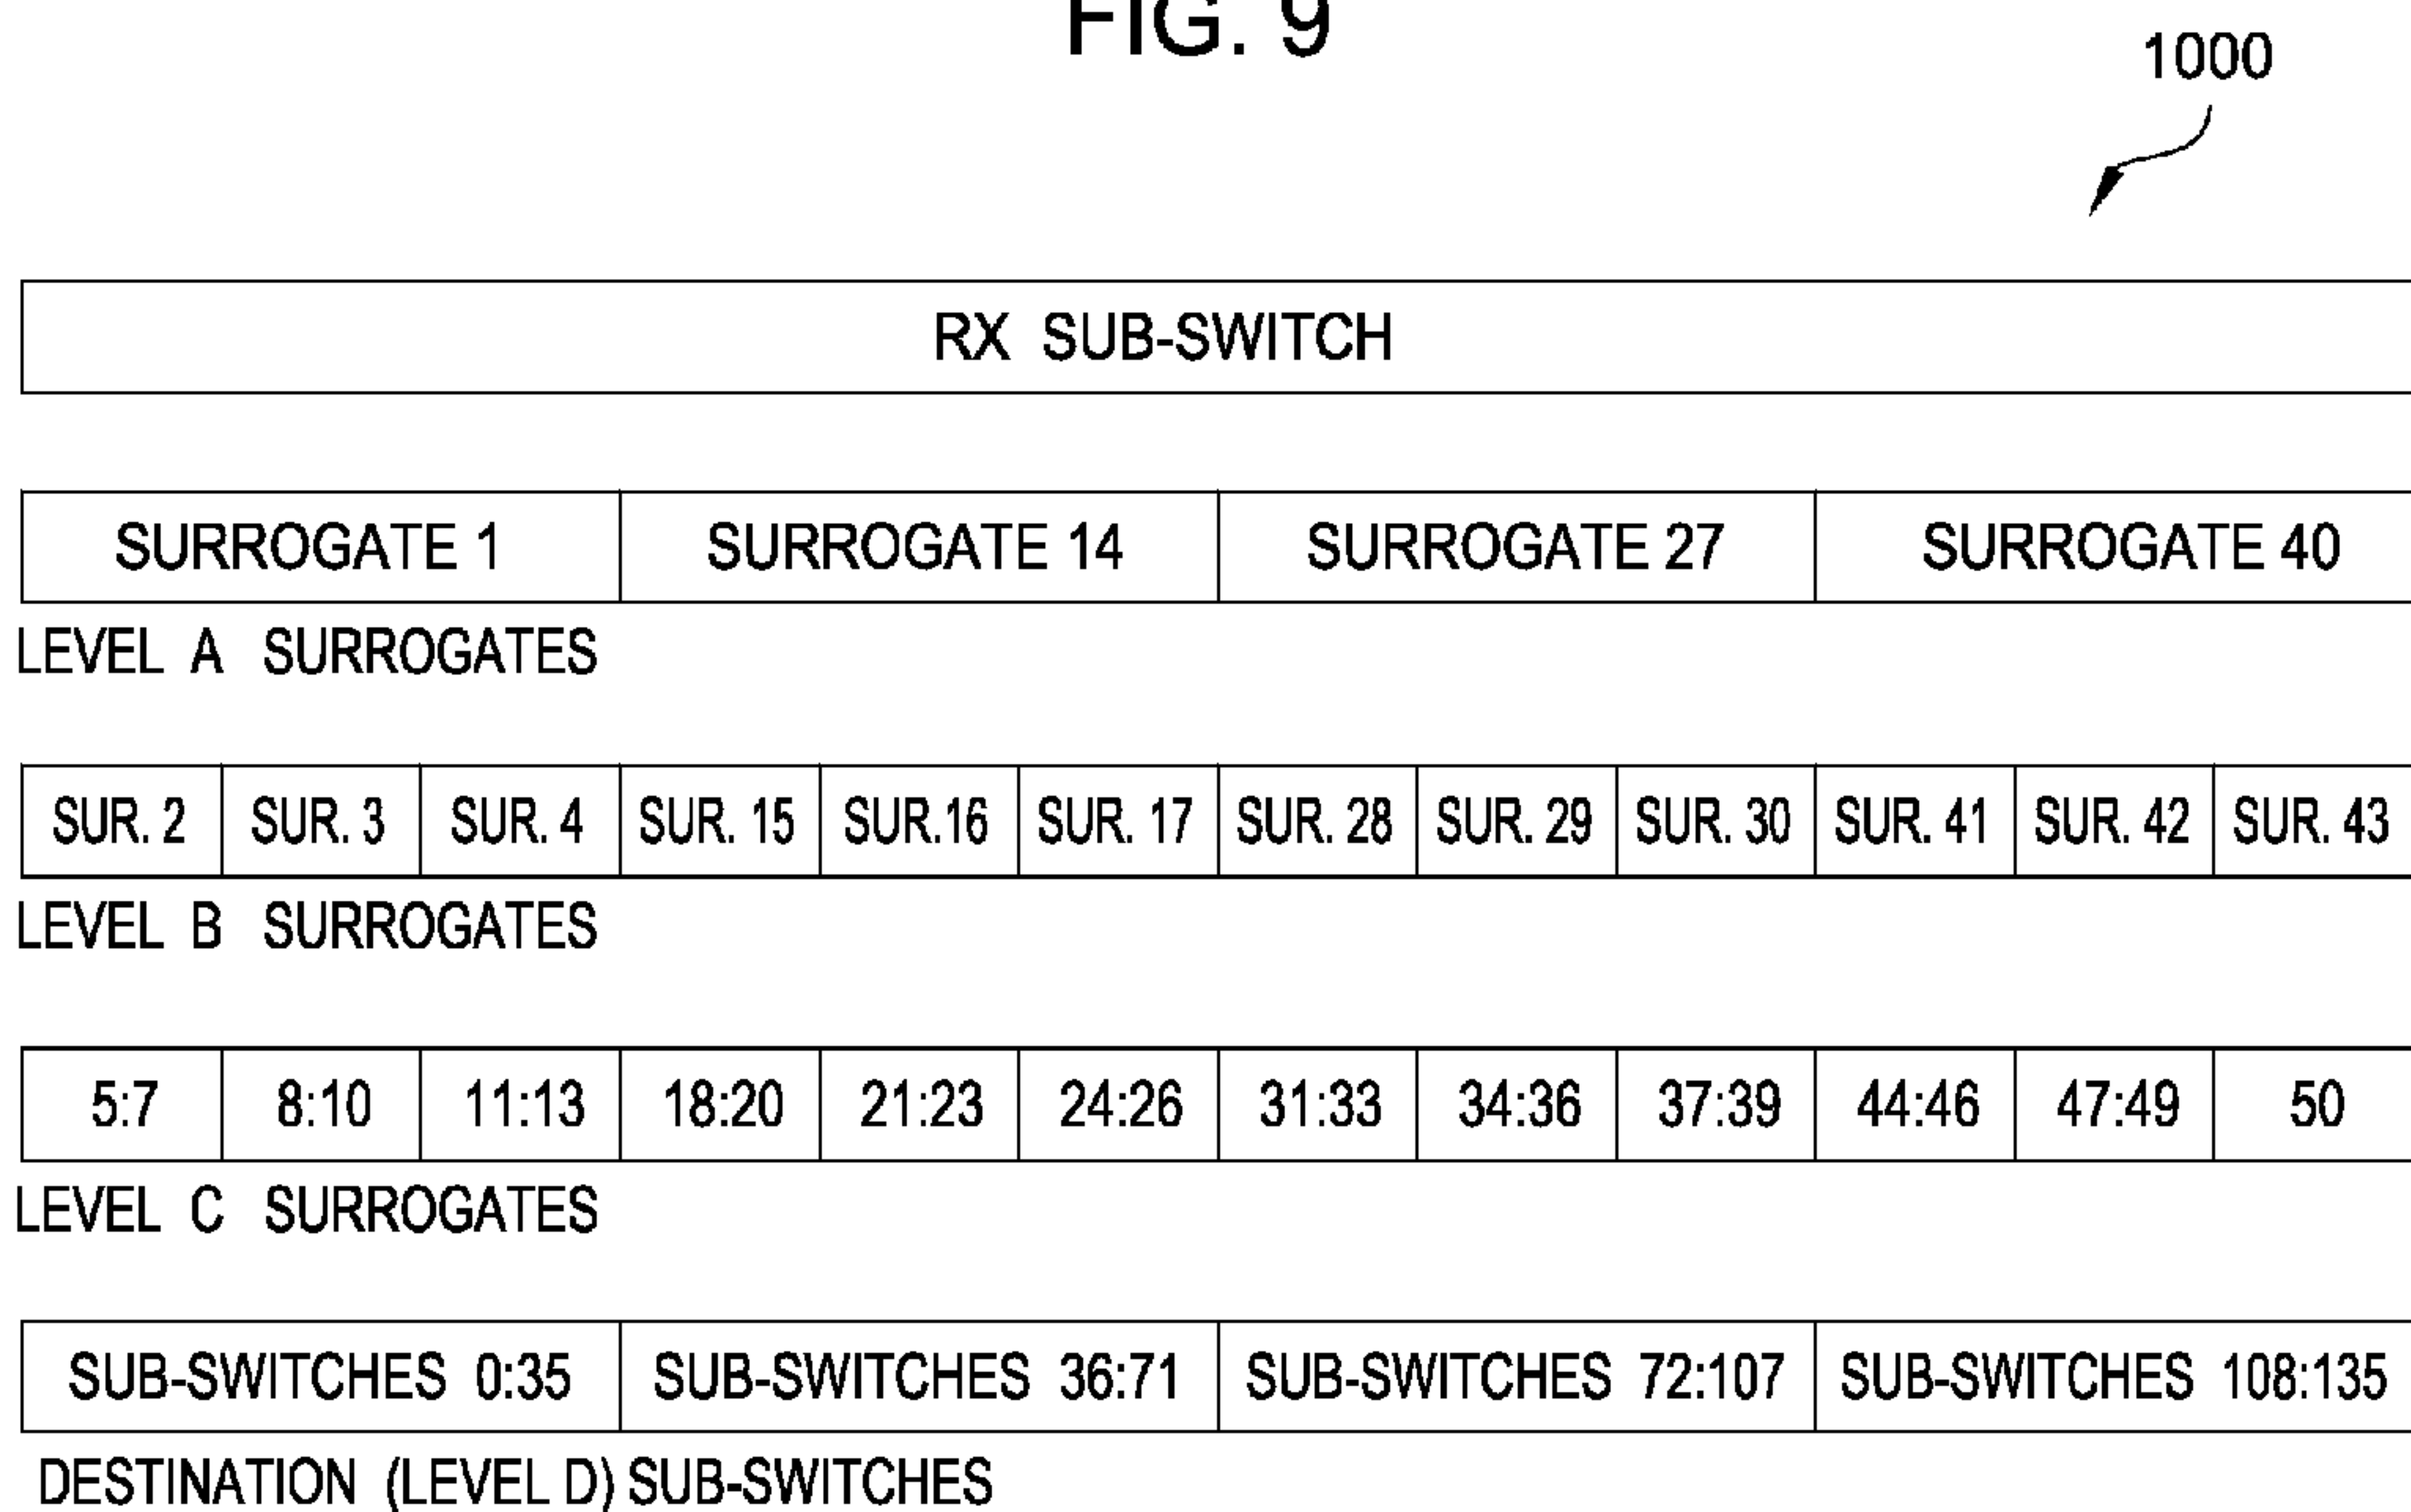 FIG. 9
1000
RX SUB-SWITCH
SURROGATE 1 SURROGATE 14 SURROGATE 27 SURROGATE 40
LEVEL A SURROGATES
SUR. 2 SUR. 3 SUR. 4 SUR. 15 SUR.16 SUR. 17 SUR. 28 SUR. 29 SUR. 30 SUR. 41 SUR. 42 SUR. 43
LEVEL B SURROGATES
5:7 8:10 11:13 18:20 21:23 24:26 31:33 34:36 37:39 44:46 47:49 50
LEVEL C SURROGATES
SUB-SWITCHES 0:35 SUB-SWITCHES 36:71 SUB-SWITCHES 72:107 SUB-SWITCHES 108:135
DESTINATION (LEVEL D) SUB-SWITCHES